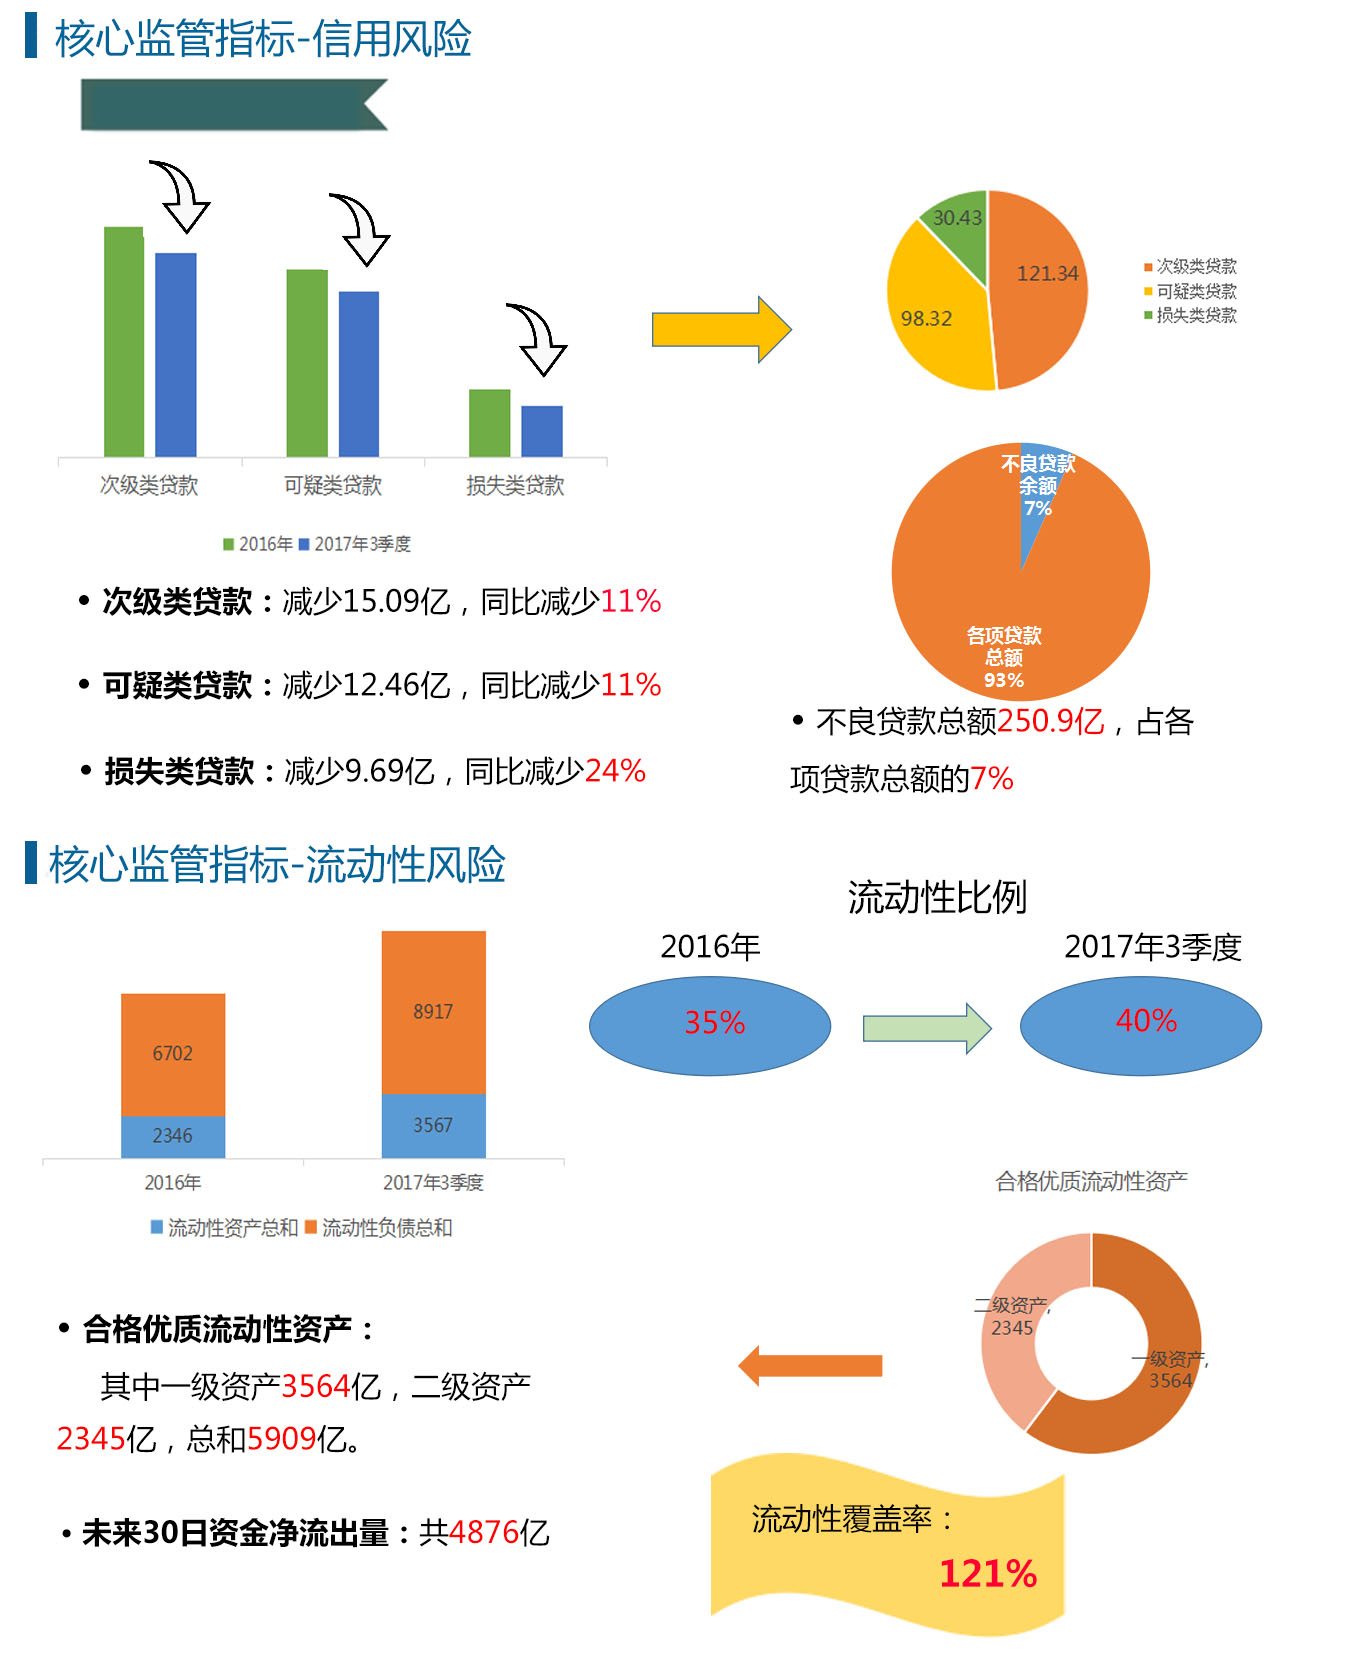 核心监管指标-信用风险
次级类贷款
可疑类贷款
损失类贷款
2016年 2017年3季度
30.43
121.34
98.32
次级类贷款
可疑类贷款
损失类贷款
不良贷款
余额
7%
各项贷款
总额
93%
• 次级类贷款：减少15.09亿，同比减少11%
• 可疑类贷款：减少12.46亿，同比减少11%
• 损失类贷款：减少9.69亿，同比减少24%
• 不良贷款总额250.9亿，占各
项贷款总额的7%
核心监管指标-流动性风险
6702
2346
8917
3567
2016年
2017年3季度
流动性资产总和 流动性负债总和
流动性比例
2016年
2017年3季度
35%
40%
合格优质流动性资产
二级资产,
2345
一级资产,
3564
• 合格优质流动性资产：
其中一级资产3564亿，二级资产
2345亿，总和5909亿。
• 未来30日资金净流出量：共4876亿
流动性覆盖率：
121%